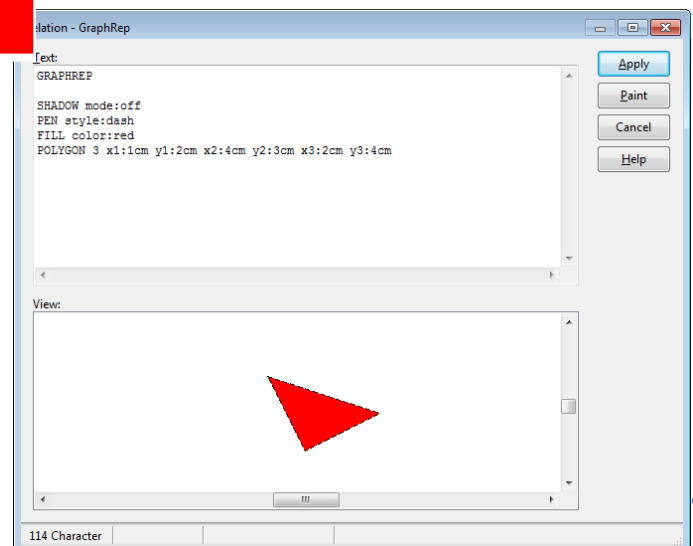 elation - GraphRep
Text:
GRAPHREP
SHADOW mode:off
PEN style:dash
FILL color:red
POLYGON 3 x1:1cm y1:2cm x2:4cm y2:3cm x3:2cm y3:4cm
Apply
Paint
Cancel
Help
View:
114 Character